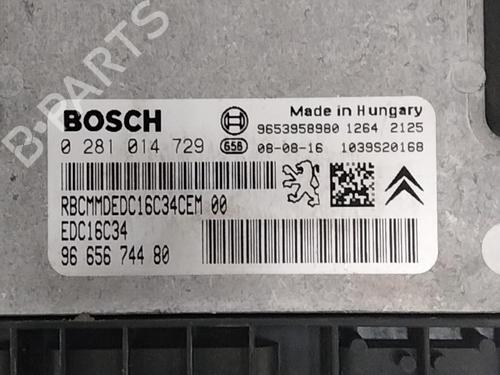 BOSCH
Made in Hungary
9653958980 1264 2125
0 281 014 729
G5B
08-08-16 1039S20168
RBCMMDEDC16C34CEM 00
EDC16C34
96 656 744 80
B-PARTS